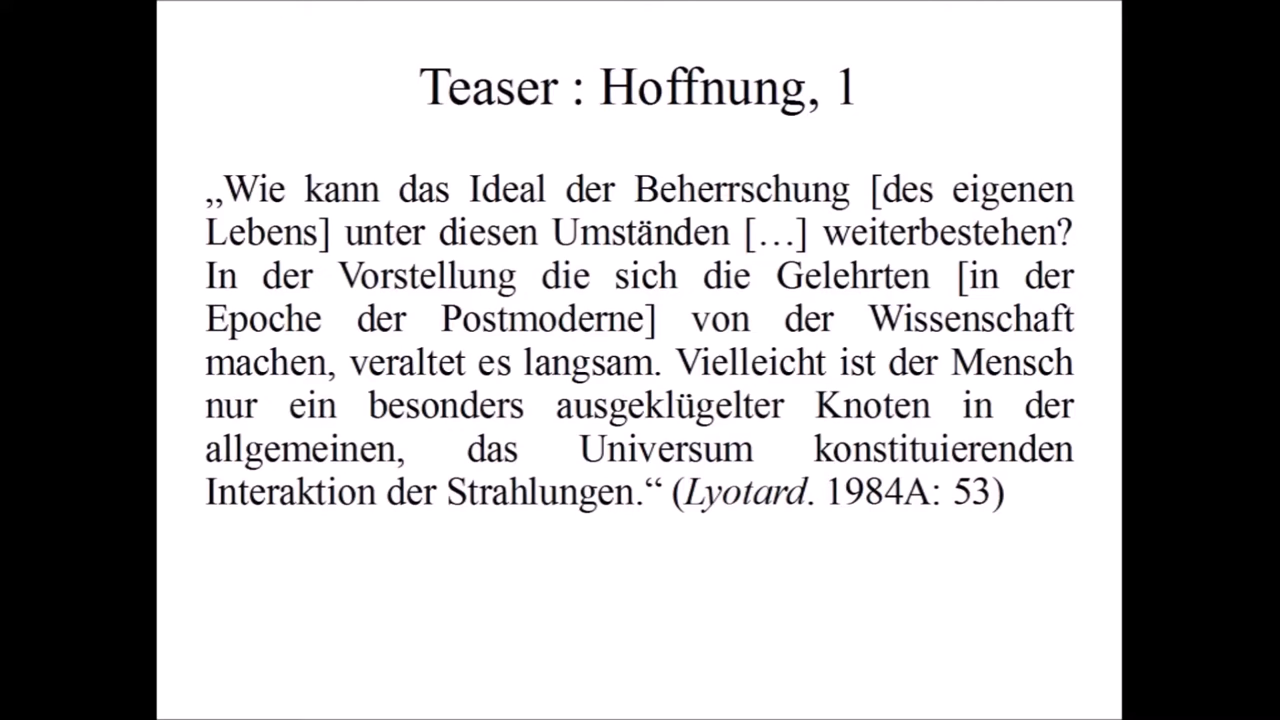 Teaser : Hoffnung, 1
„Wie kann das Ideal der Beherrschung [des eigenen
Lebens] unter diesen Umständen […] weiterbestehen?
In der Vorstellung die sich die Gelehrten [in der
Epoche der Postmoderne] von der Wissenschaft
machen, veraltet es langsam. Vielleicht ist der Mensch
nur ein besonders ausgeklügelter Knoten in der
allgemeinen, das Universum konstituierenden
Interaktion der Strahlungen.“ (Lyotard. 1984A: 53)